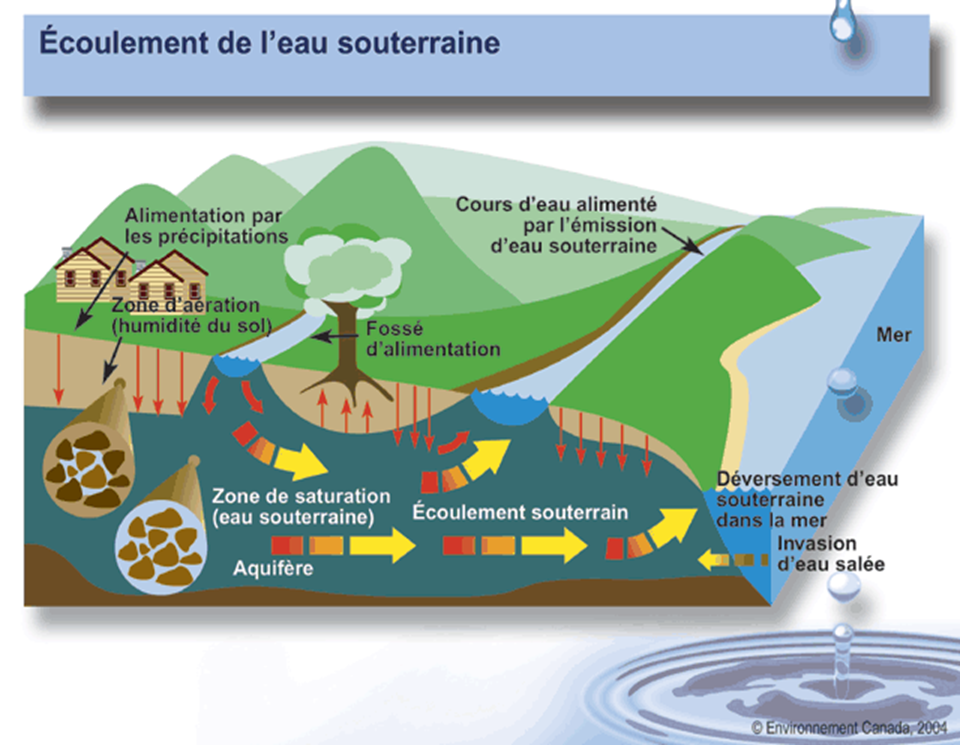 Écoulement de l'eau souterraine
Alimentation par
les précipitations
Cours d'eau alimenté
par l'émission
d'eau souterraine
Zone d'aération
(humidité du sol)
Fossé
d'alimentation
Mer
Zone de saturation
(eau souterraine)
Écoulement souterrain
Déversement d'eau
souterraine
dans la mer
Aquifère
Invasion
d'eau salée
© Environnement Canada, 2004